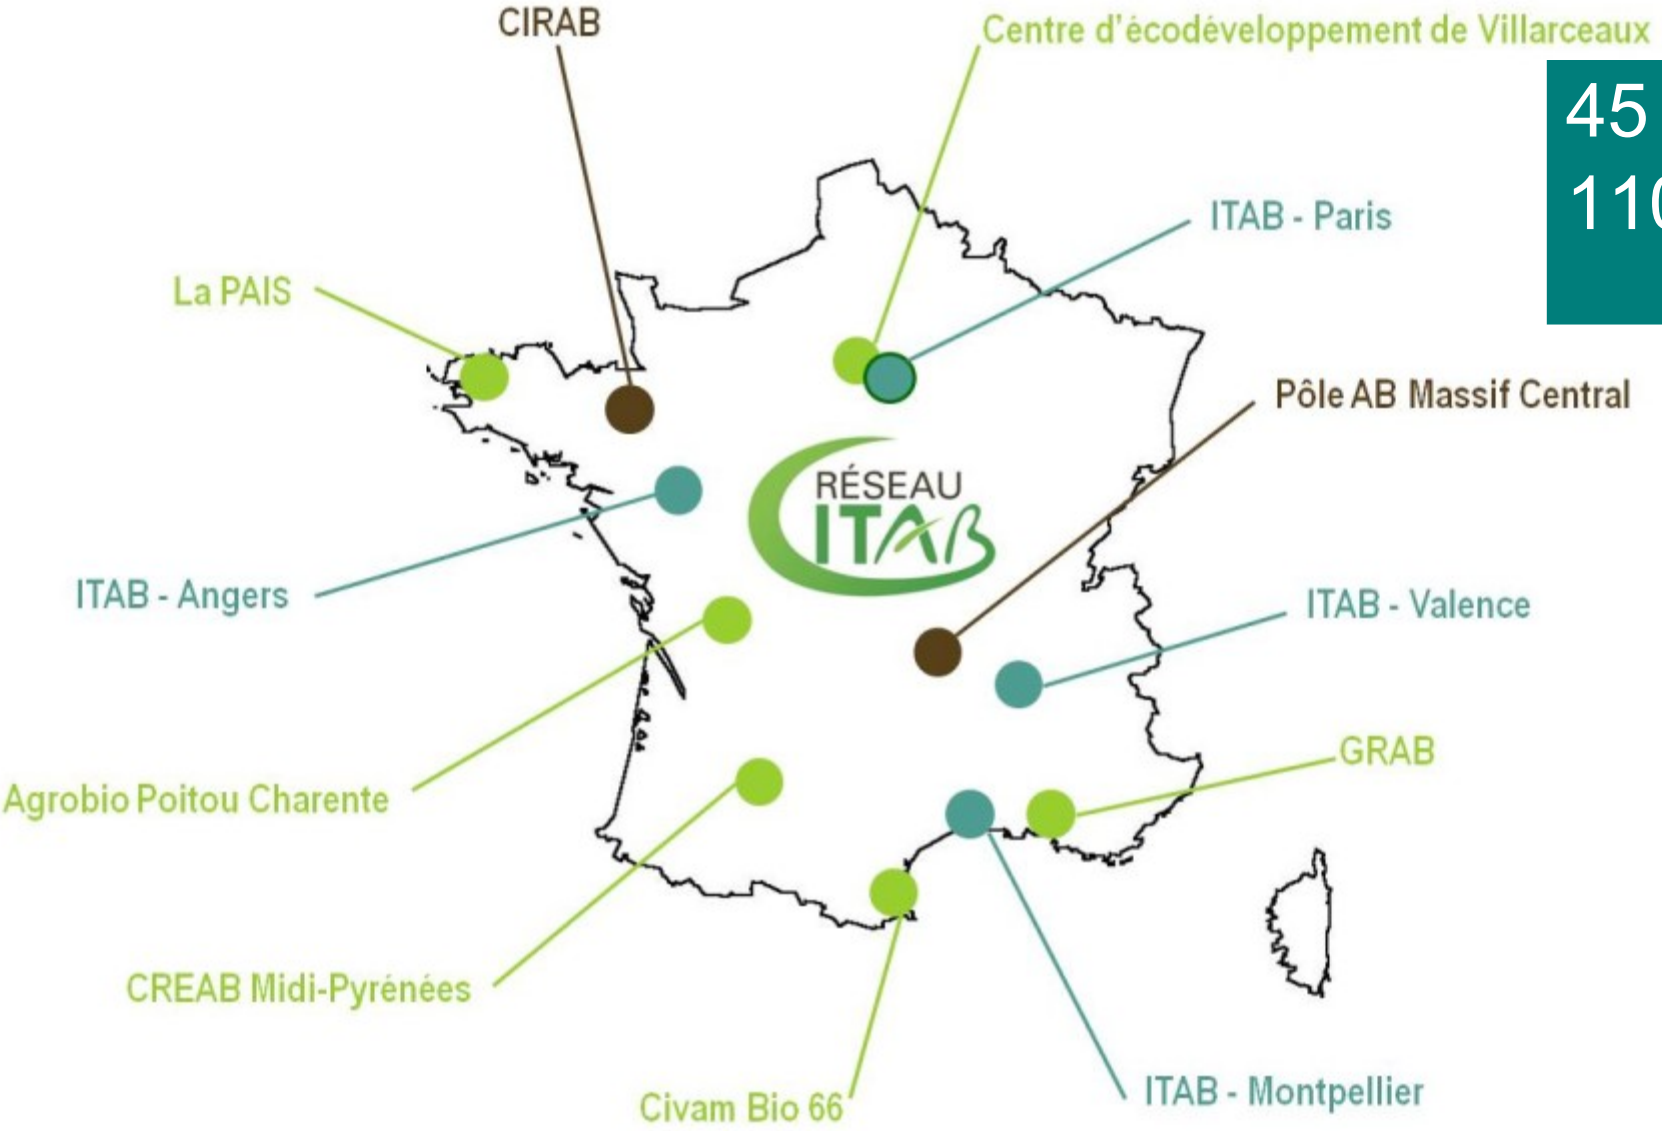 CIRAB
Centre d'écodéveloppement de Villarceaux
45
110
ITAB - Paris
La PAIS
Pôle AB Massif Central
RÉSEAU
ITAB
ITAB - Angers
ITAB - Valence
GRAB
Agrobio Poitou Charente
CREAB Midi-Pyrénées
ITAB - Montpellier
Civam Bio 66